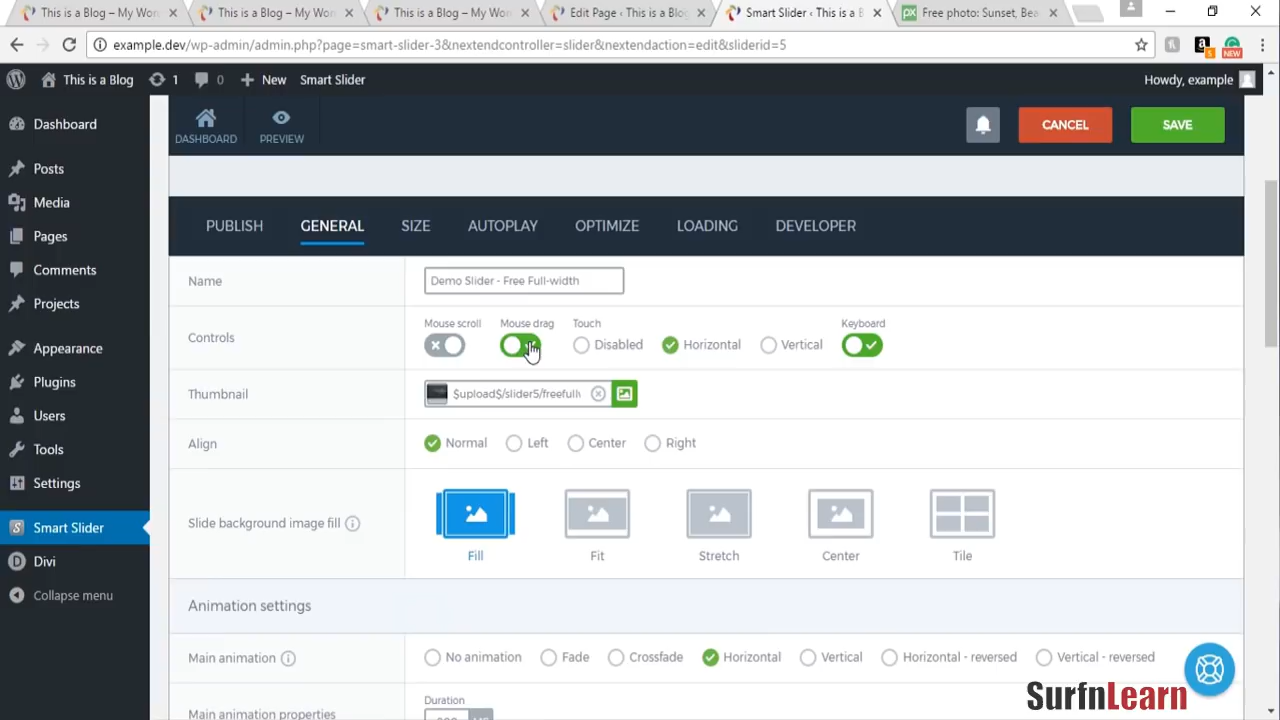 This is a Blog – My Wor
This is a Blog – My Wor
This is a Blog – My Wor
Edit Page ‹ This is a Blo
Smart Slider ‹ This is a B
px Free photo: Sunset, Bea
example.dev/wp-admin/admin.php?page=smart-slider-3&nextendcontroller=slider&nextendaction=edit&sliderid=5
5
NEW
This is a Blog 1 0 New Smart Slider Howdy, example
Dashboard
Posts
Media
Pages
Comments
Projects
Appearance
Plugins
Users
Tools
Settings
Smart Slider
Divi
Collapse menu
DASHBOARD PREVIEW CANCEL SAVE
PUBLISH GENERAL SIZE AUTOPLAY OPTIMIZE LOADING DEVELOPER
Name Demo Slider - Free Full-width
Mouse scroll Mouse drag Touch Keyboard
Controls Disabled Horizontal Vertical
Thumbnail $upload$/slider5/freefullw
Align Normal Left Center Right
Slide background image fill
Fill Fit Stretch Center Tile
Animation settings
Main animation No animation Fade Crossfade Horizontal Vertical Horizontal - reversed Vertical - reversed
Duration
Main animation properties
SurfnLearn